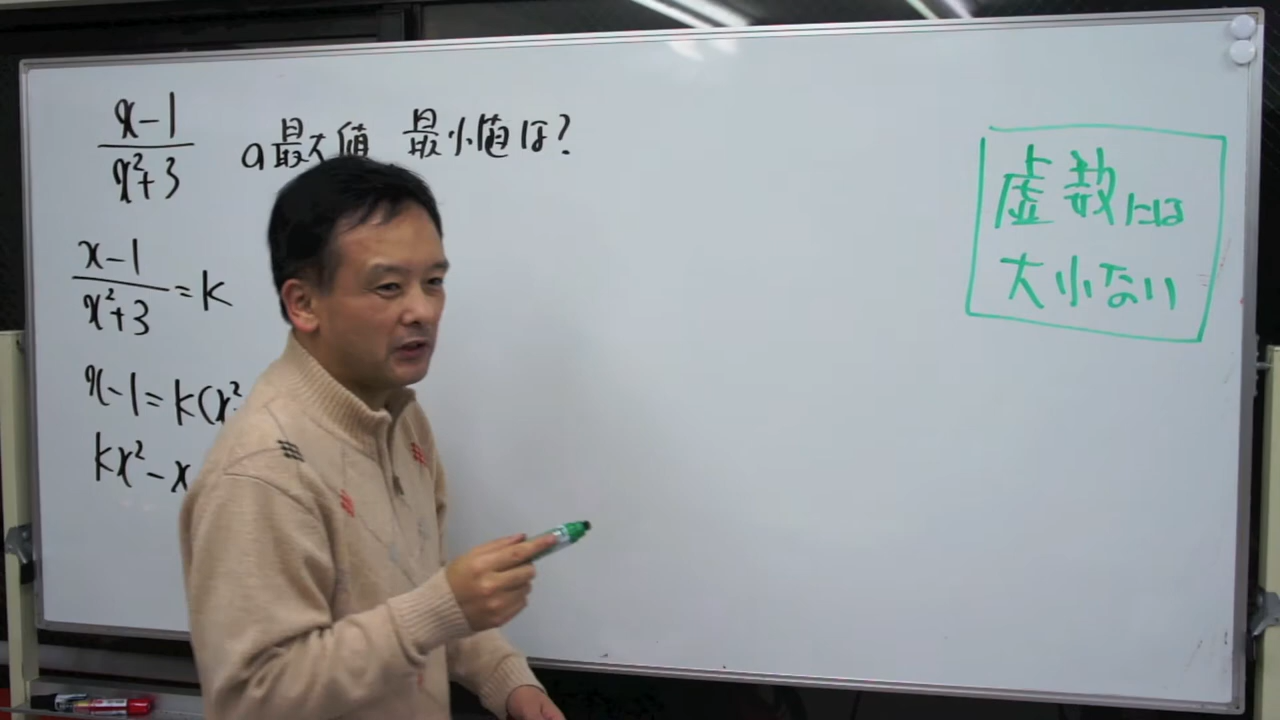 x-1
x²+3
の最大値 最小値は?
x-1
x²+3
=k
x-1=k(x²
kx²-x
虚数には
大小ない